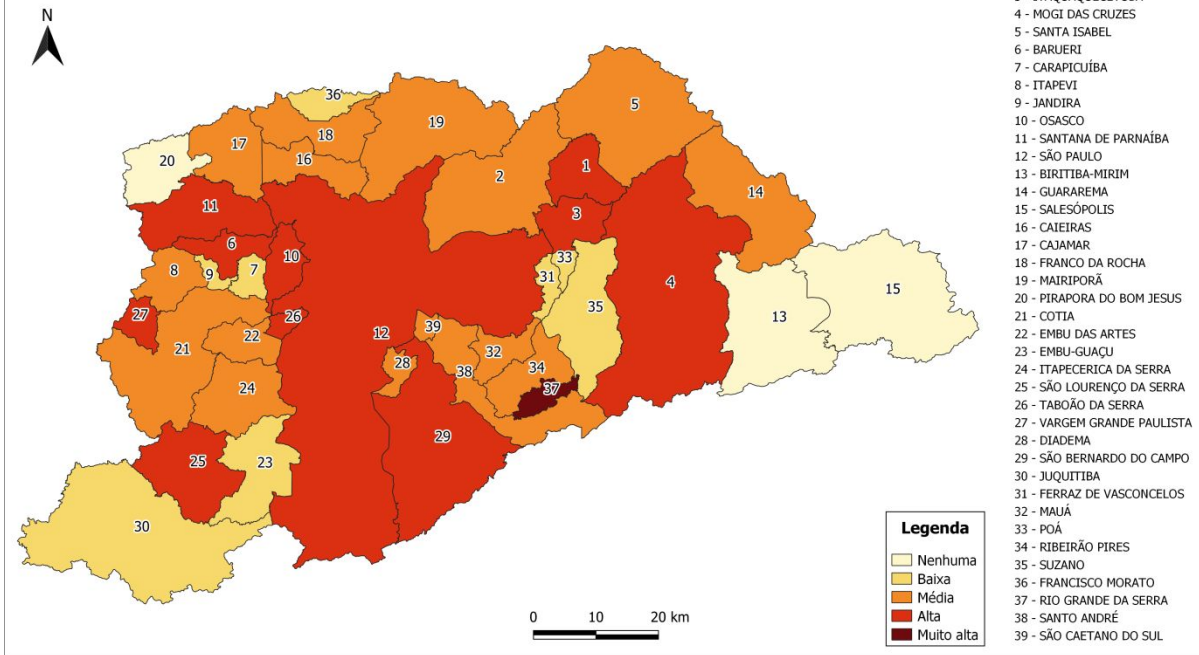 N
36
5
19
18
17
20
16
2
1
14
11
3
6
33
10
7
8
9
31
4
35
15
27
26
13
12
39
22
21
32
28
34
38
24
37
29
25
23
30
Legenda
Nenhuma
Baixa
Média
Alta
Muito alta
0 10 20 km
4 - MOGI DAS CRUZES
5 - SANTA ISABEL
6 - BARUERI
7 - CARAPICUÍBA
8 - ITAPEVI
9 - JANDIRA
10 - OSASCO
11 - SANTANA DE PARNAÍBA
12 - SÃO PAULO
13 - BIRITIBA-MIRIM
14 - GUARAREMA
15 - SALESÓPOLIS
16 - CAIEIRAS
17 - CAJAMAR
18 - FRANCO DA ROCHA
19 - MAIRIPORÃ
20 - PIRAPORA DO BOM JESUS
21 - COTIA
22 - EMBU DAS ARTES
23 - EMBU-GUAÇU
24 - ITAPECERICA DA SERRA
25 - SÃO LOURENÇO DA SERRA
26 - TABOÃO DA SERRA
27 - VARGEM GRANDE PAULISTA
28 - DIADEMA
29 - SÃO BERNARDO DO CAMPO
30 - JUQUITIBA
31 - FERRAZ DE VASCONCELOS
32 - MAUÁ
33 - POÁ
34 - RIBEIRÃO PIRES
35 - SUZANO
36 - FRANCISCO MORATO
37 - RIO GRANDE DA SERRA
38 - SANTO ANDRÉ
39 - SÃO CAETANO DO SUL